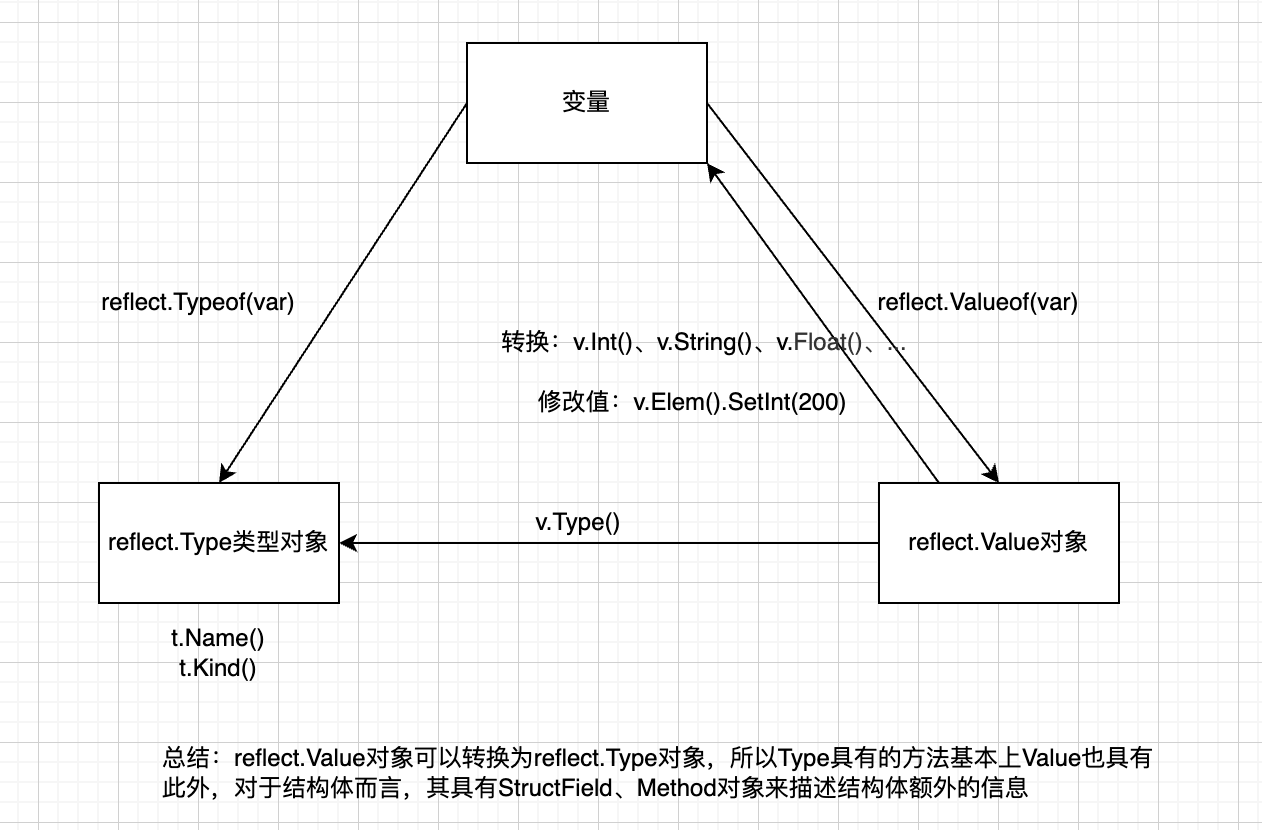 变量
reflect.Typeof(var)
reflect.Valueof(var)
转换：v.Int()、v.String()、v.Float()、...
修改值：v.Elem().SetInt(200)
v.Type()
reflect.Type类型对象
reflect.Value对象
t.Name()
t.Kind()
总结：reflect.Value对象可以转换为reflect.Type对象，所以Type具有的方法基本上Value也具有
此外，对于结构体而言，其具有StructField、Method对象来描述结构体额外的信息